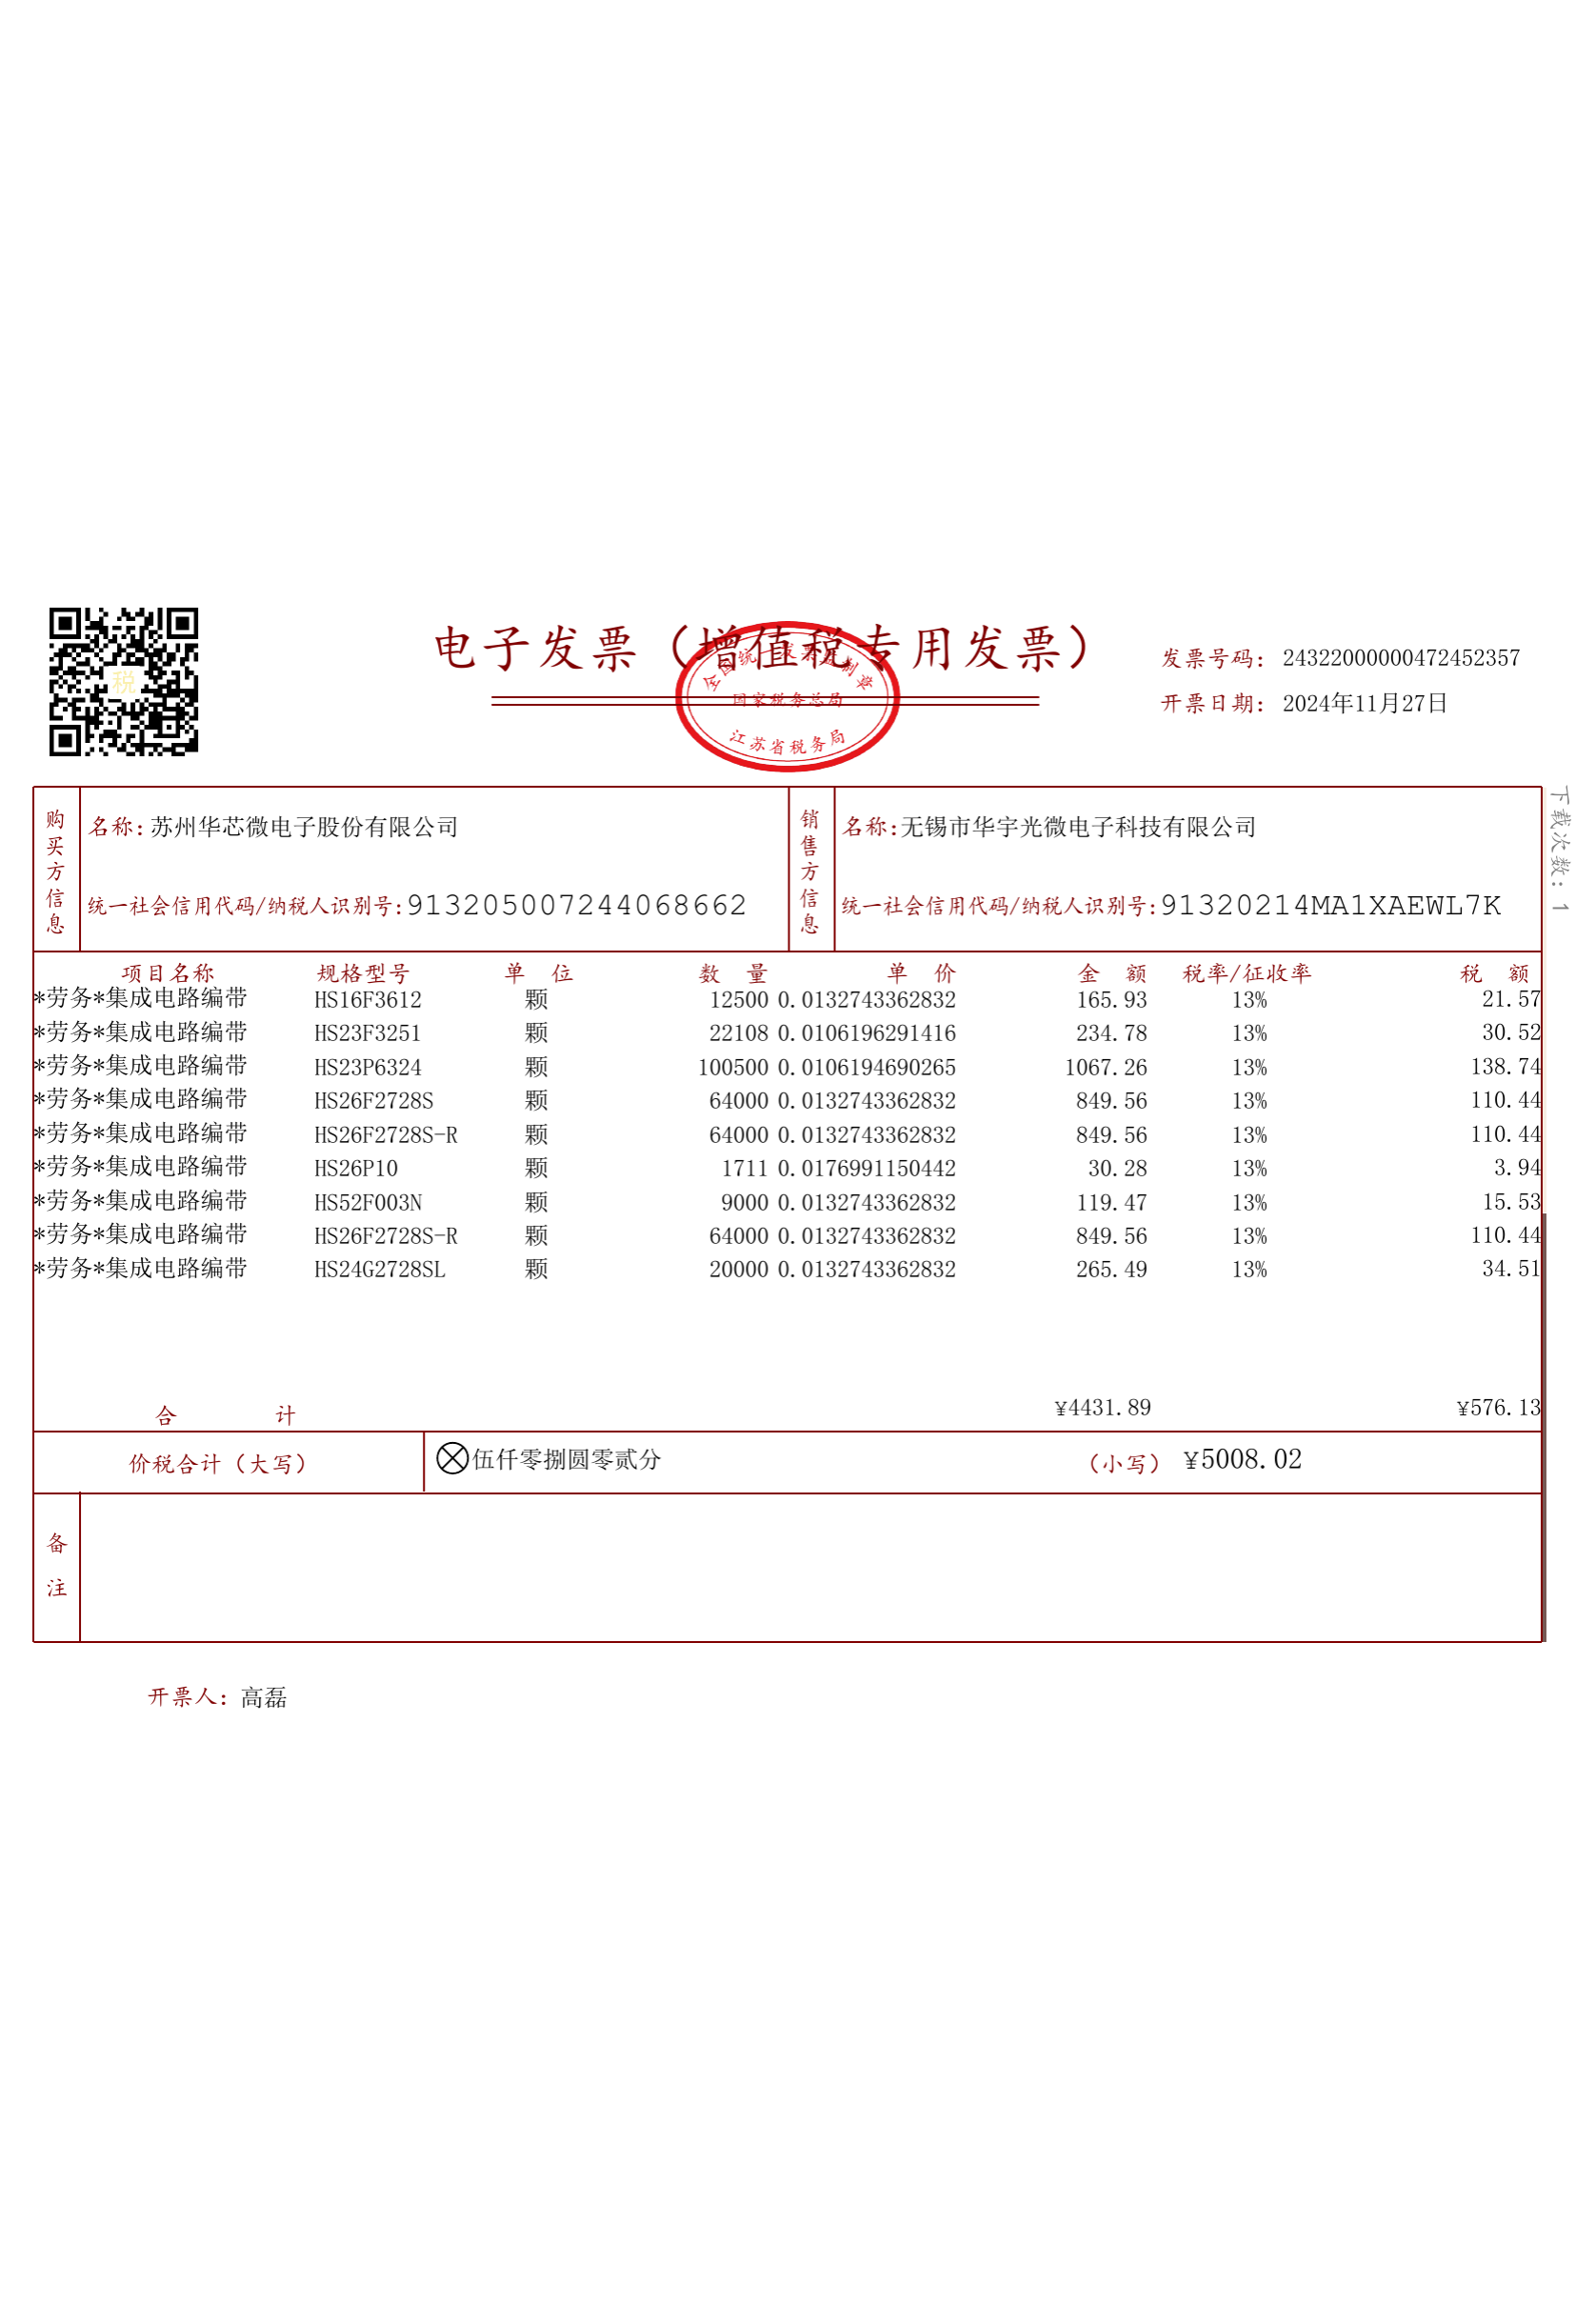 税
电子发票（增值税专用发票）
全国统一发票监制章
国家税务总局
江苏省税务局
发票号码：24322000000472452357
开票日期：2024年11月27日
下载次数：1
购买方信息
名称：苏州华芯微电子股份有限公司
统一社会信用代码/纳税人识别号：913205007244068662
销售方信息
名称：无锡市华宇光微电子科技有限公司
统一社会信用代码/纳税人识别号：91320214MA1XAEWL7K
项目名称 规格型号 单 位 数 量 单 价 金 额 税率/征收率 税 额
*劳务*集成电路编带 HS16F3612 颗 12500 0.0132743362832 165.93 13% 21.57
*劳务*集成电路编带 HS23F3251 颗 22108 0.0106196291416 234.78 13% 30.52
*劳务*集成电路编带 HS23P6324 颗 100500 0.0106194690265 1067.26 13% 138.74
*劳务*集成电路编带 HS26F2728S 颗 64000 0.0132743362832 849.56 13% 110.44
*劳务*集成电路编带 HS26F2728S-R 颗 64000 0.0132743362832 849.56 13% 110.44
*劳务*集成电路编带 HS26P10 颗 1711 0.0176991150442 30.28 13% 3.94
*劳务*集成电路编带 HS52F003N 颗 9000 0.0132743362832 119.47 13% 15.53
*劳务*集成电路编带 HS26F2728S-R 颗 64000 0.0132743362832 849.56 13% 110.44
*劳务*集成电路编带 HS24G2728SL 颗 20000 0.0132743362832 265.49 13% 34.51
合 计 ¥4431.89 ¥576.13
价税合计（大写） 伍仟零捌圆零贰分 （小写） ¥5008.02
备注
开票人：高磊